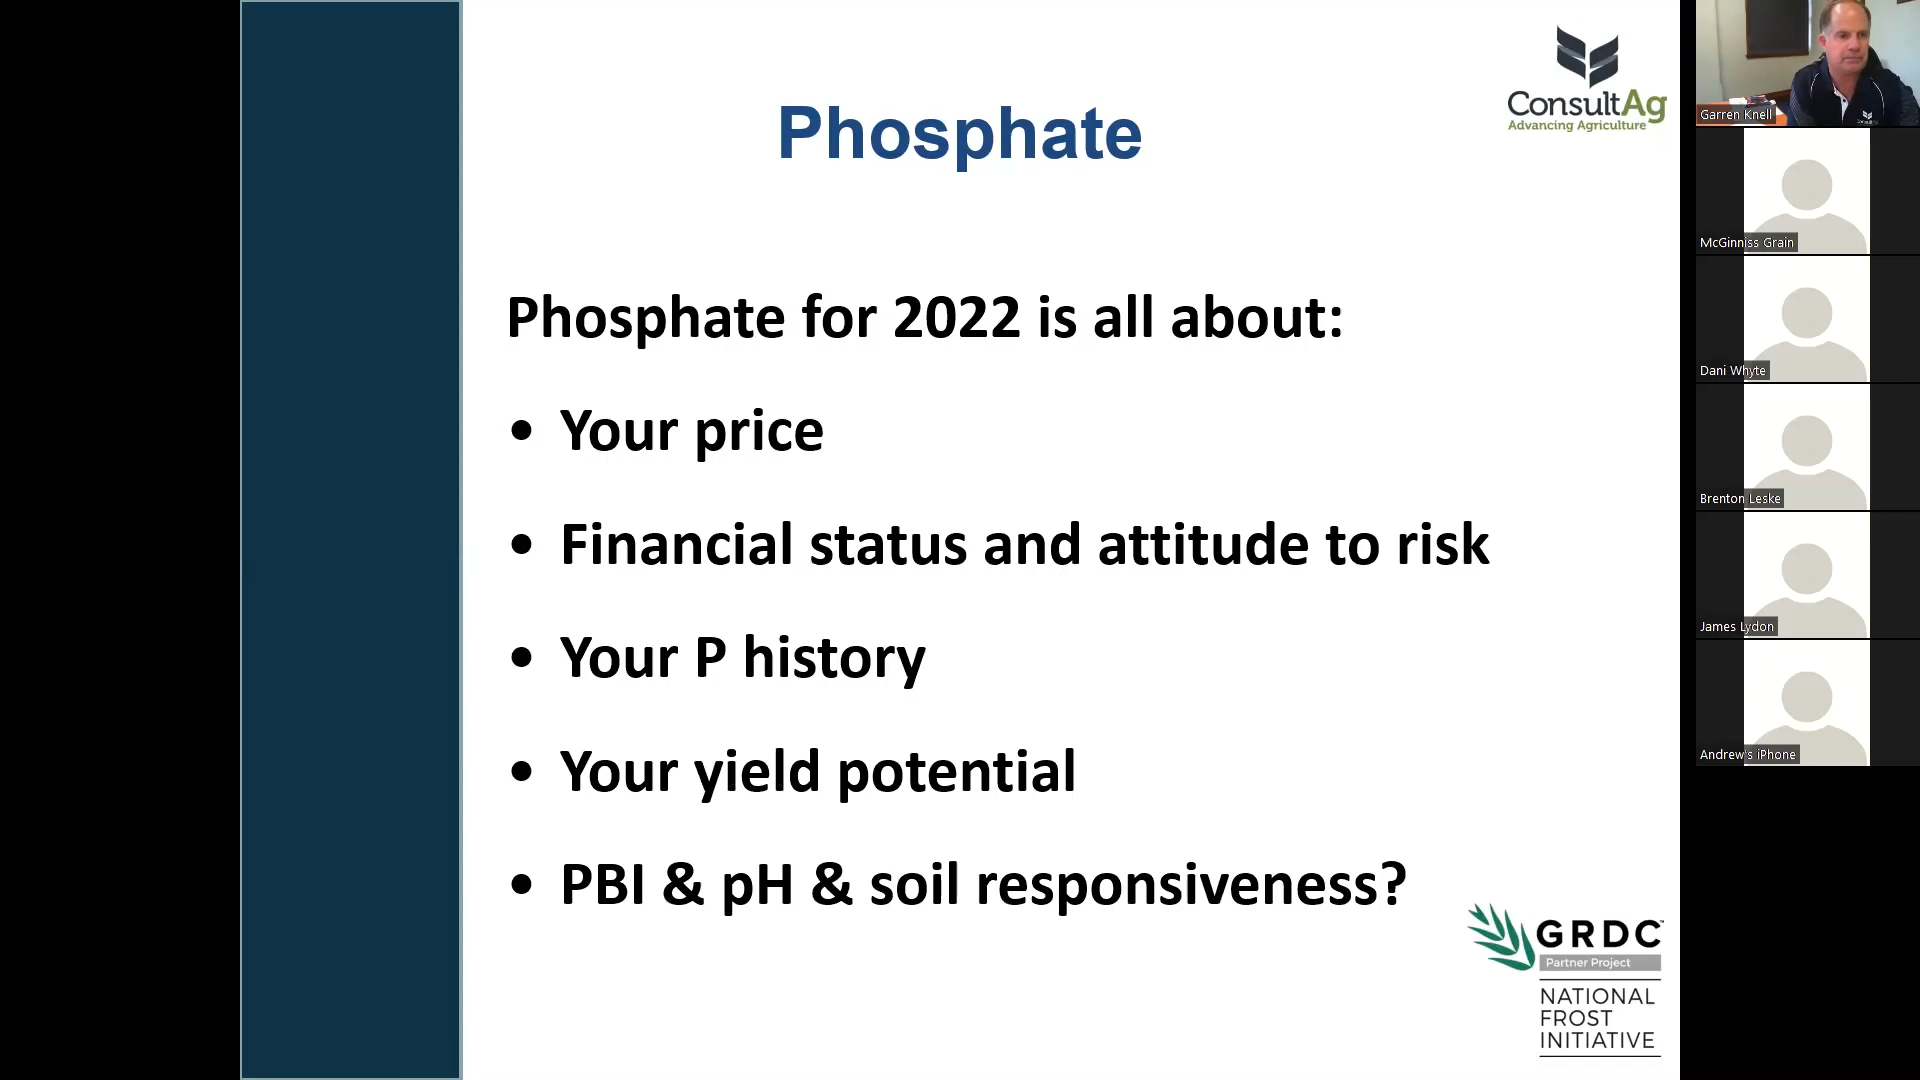 Phosphate
ConsultAg
Advancing Agriculture
Phosphate for 2022 is all about:
• Your price
• Financial status and attitude to risk
• Your P history
• Your yield potential
• PBI & pH & soil responsiveness?
GRDC™
Partner Project
NATIONAL
FROST
INITIATIVE
Garren Knell
McGinniss Grain
Dani Whyte
Brenton Leske
James Lydon
Andrew's iPhone